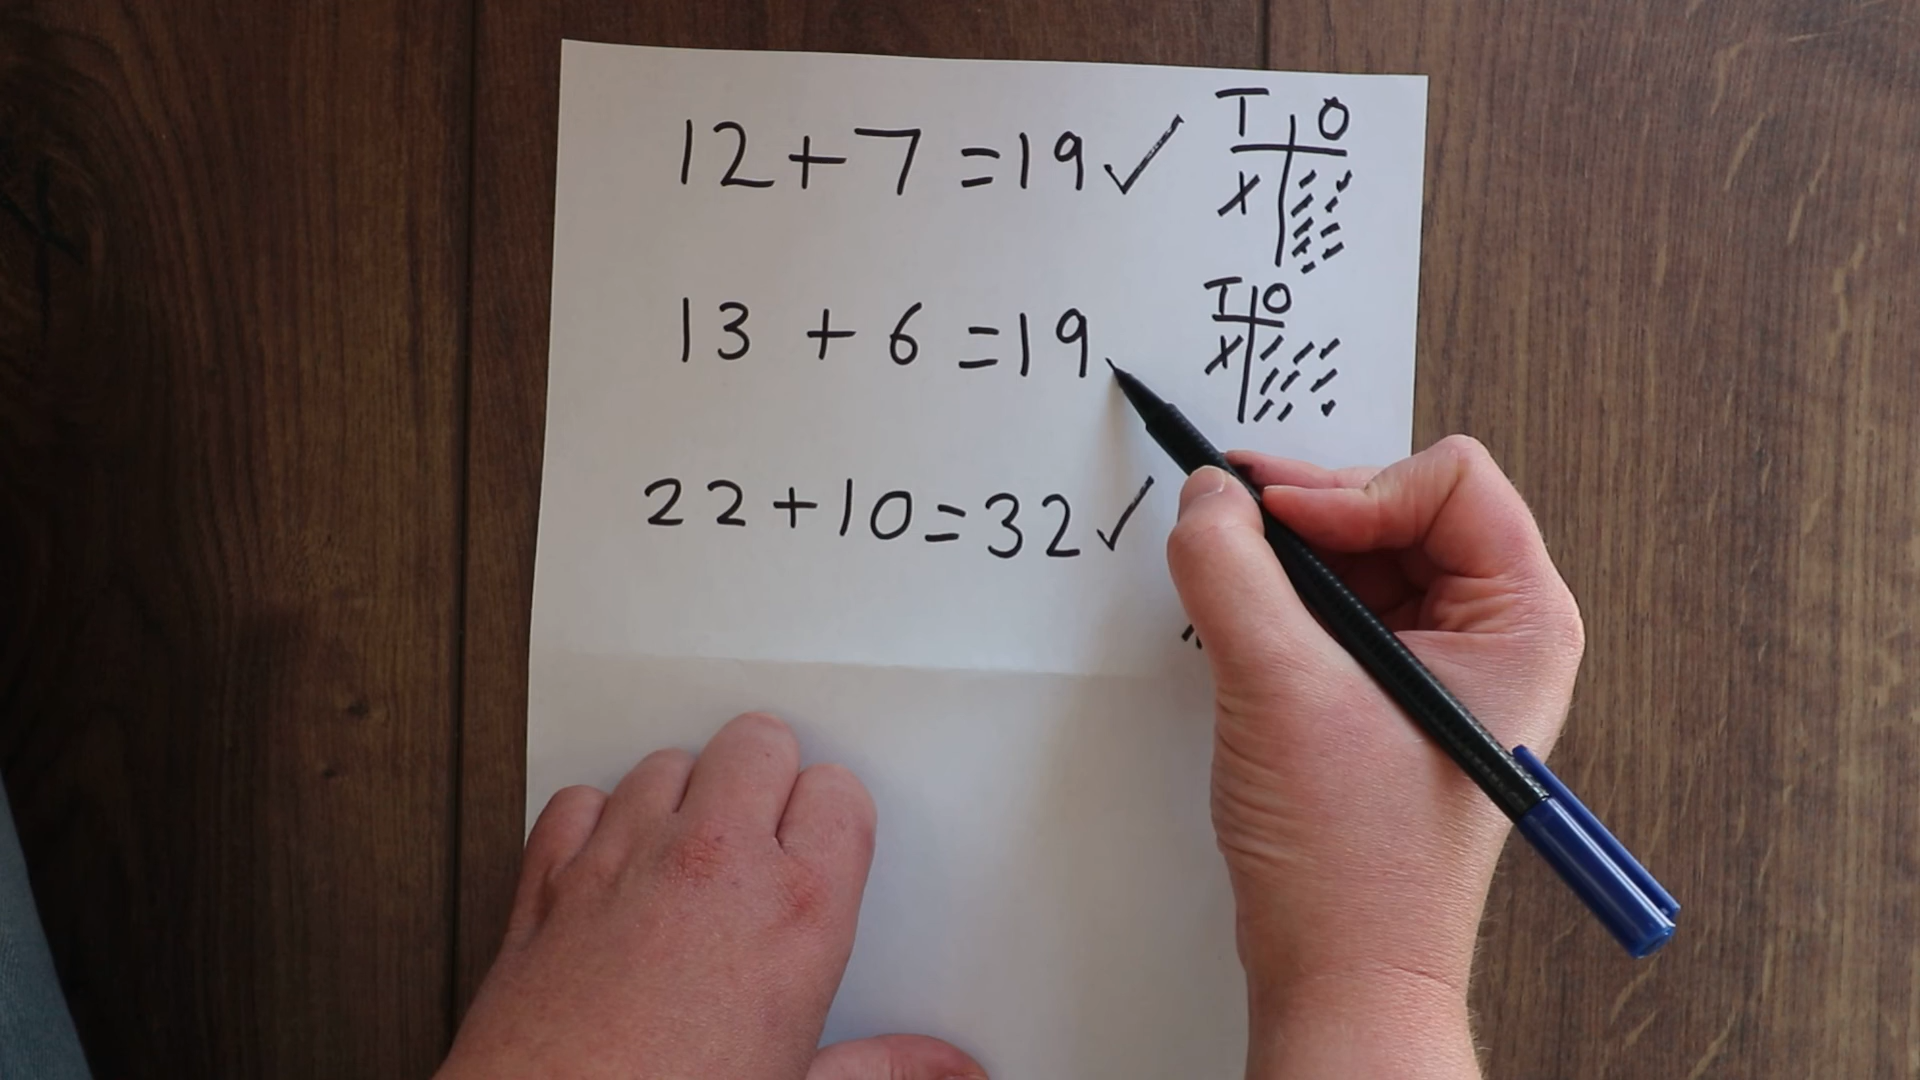 12+7=19✓
T O
X
13+6=19
T O
X
22+10=32✓